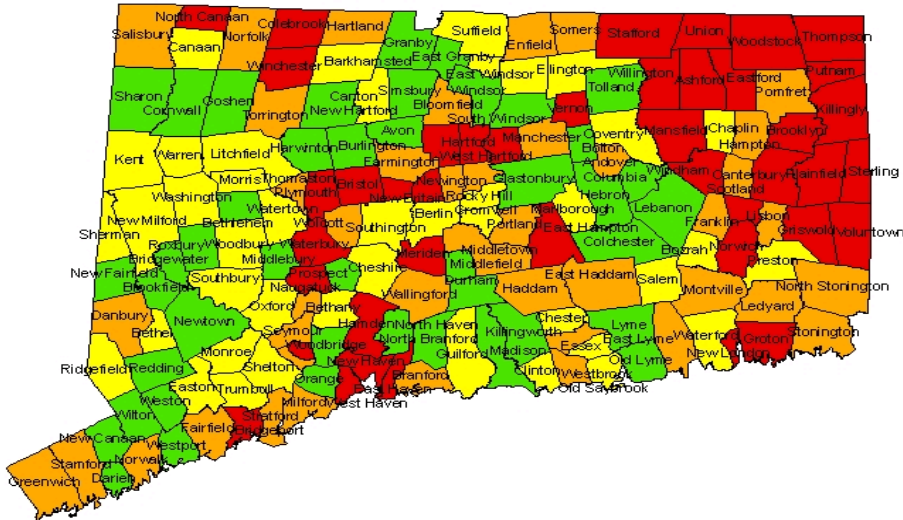 North Canaan
Colebrook
Hartland
Suffield
Somers
Stafford
Union
Woodstock
Thompson
Salisbury
Norfolk
Granby
Enfield
Canaan
East Granby
Winchester
Barkhamsted
East Windsor
Ellington
Willington
Ashford
Eastford
Putnam
Sharon
Cornwall
Goshen
Canton
Simsbury
Windsor
Tolland
Pomfret
New Hartford
Bloomfield
Killingly
Torrington
South Windsor
Vernon
Mansfield
Chaplin
Brooklyn
Avon
Hartford
Manchester
Coventry
Hampton
Harwinton
Burlington
West Hartford
Bolton
Kent
Warren
Litchfield
Farmington
Andover
Windham
Canterbury
Plainfield
Sterling
Morris
Thomaston
Bristol
Newington
Glastonbury
Columbia
Scotland
Plymouth
New Britain
Rocky Hill
Hebron
Washington
Watertown
Berlin
Cromwell
Marlborough
Lebanon
Franklin
Lisbon
New Milford
Bethlehem
Wolcott
Southington
Portland
East Hampton
Griswold
Voluntown
Sherman
Roxbury
Woodbury
Waterbury
Middletown
Colchester
Norwich
Bridgewater
Middlebury
Cheshire
Meriden
Middlefield
Bozrah
Preston
New Fairfield
Prospect
Durham
East Haddam
Salem
Brookfield
Southbury
Naugatuck
Wallingford
Haddam
Montville
North Stonington
Danbury
Oxford
Bethany
Ledyard
Newtown
Seymour
Hamden
North Haven
Killingworth
Chester
Lyme
Waterford
Stonington
Bethel
Woodbridge
North Branford
Essex
East Lyme
Groton
Monroe
New Haven
Guilford
Madison
Old Lyme
New London
Ridgefield
Redding
Shelton
Orange
Branford
Clinton
Westbrook
Easton
Trumbull
East Haven
Old Saybrook
Weston
Milford
West Haven
Wilton
Stratford
Fairfield
Bridgeport
New Canaan
Westport
Norwalk
Stamford
Darien
Greenwich